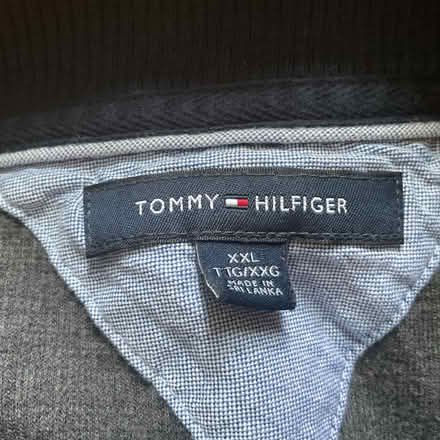 TOMMY HILFIGER
XXL
TTG/XXG
MADE IN
SRI LANKA